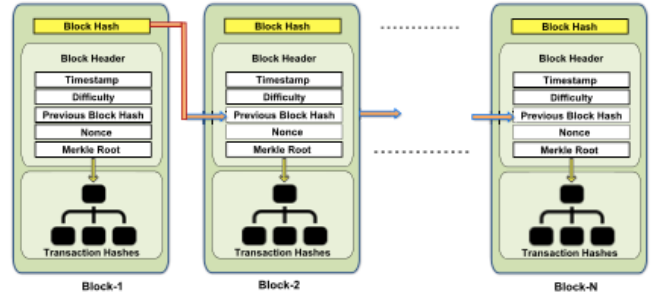 Block Hash
Block Header
Timestamp
Difficulty
Previous Block Hash
Nonce
Merkle Root
Transaction Hashes
Block-1
Block Hash
Block Header
Timestamp
Difficulty
Previous Block Hash
Nonce
Merkle Root
Transaction Hashes
Block-2
Block Hash
Block Header
Timestamp
Difficulty
Previous Block Hash
Nonce
Merkle Root
Transaction Hashes
Block-N